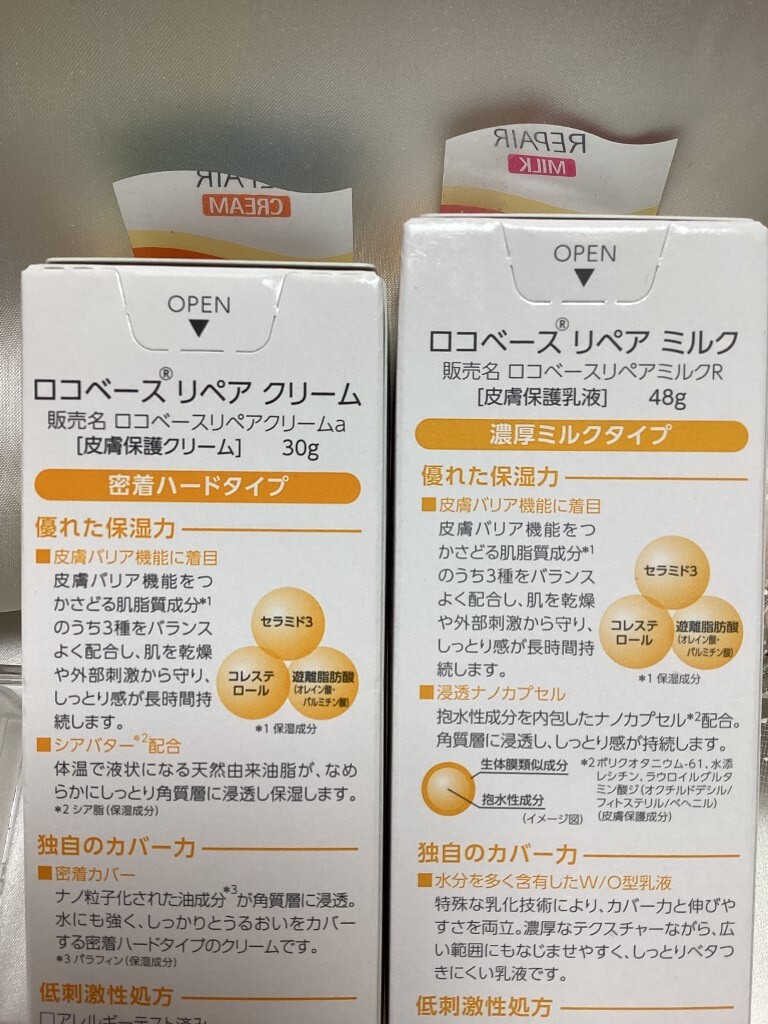 REPAIR
CREAM
OPEN
ロコベース® リペア クリーム
販売名 ロコベースリペアクリームa
[皮膚保護クリーム] 30g
密着ハードタイプ
優れた保湿力
■皮膚バリア機能に着目
皮膚バリア機能をつ
かさどる肌脂質成分*1
のうち3種をバランス
よく配合し、肌を乾燥
や外部刺激から守り、
しっとり感が長時間持
続します。
セラミド3
コレステ
ロール
遊離脂肪酸
(オレイン酸・
パルミチン酸)
*1 保湿成分
■シアバター*2配合
体温で液状になる天然由来油脂が、なめ
らかにしっとり角質層に浸透し保湿します。
*2 シア脂(保湿成分)
独自のカバー力
■密着カバー
ナノ粒子化された油成分*3が角質層に浸透。
水にも強く、しっかりとうるおいをカバー
する密着ハードタイプのクリームです。
*3 パラフィン(保湿成分)
低刺激性処方
□アレルギーテスト済み
REPAIR
MILK
OPEN
ロコベース® リペア ミルク
販売名 ロコベースリペアミルクR
[皮膚保護乳液] 48g
濃厚ミルクタイプ
優れた保湿力
■皮膚バリア機能に着目
皮膚バリア機能をつ
かさどる肌脂質成分*1
のうち3種をバランス
よく配合し、肌を乾燥
や外部刺激から守り、
しっとり感が長時間持
続します。
セラミド3
コレステ
ロール
遊離脂肪酸
(オレイン酸・
パルミチン酸)
*1 保湿成分
■浸透ナノカプセル
抱水性成分を内包したナノカプセル*2配合。
角質層に浸透し、しっとり感が持続します。
生体膜類似成分
抱水性成分
(イメージ図)
*2 ポリクオタニウム-61、水添
レシチン、ラウロイルグルタ
ミン酸ジ(オクチルドデシル/
フィトステリル/ベヘニル)
(皮膚保護成分)
独自のカバー力
■水分を多く含有したW/O型乳液
特殊な乳化技術により、カバー力と伸びや
すさを両立。濃厚なテクスチャーながら、広
い範囲にもなじませやすく、しっとりベタつ
きにくい乳液です。
低刺激性処方